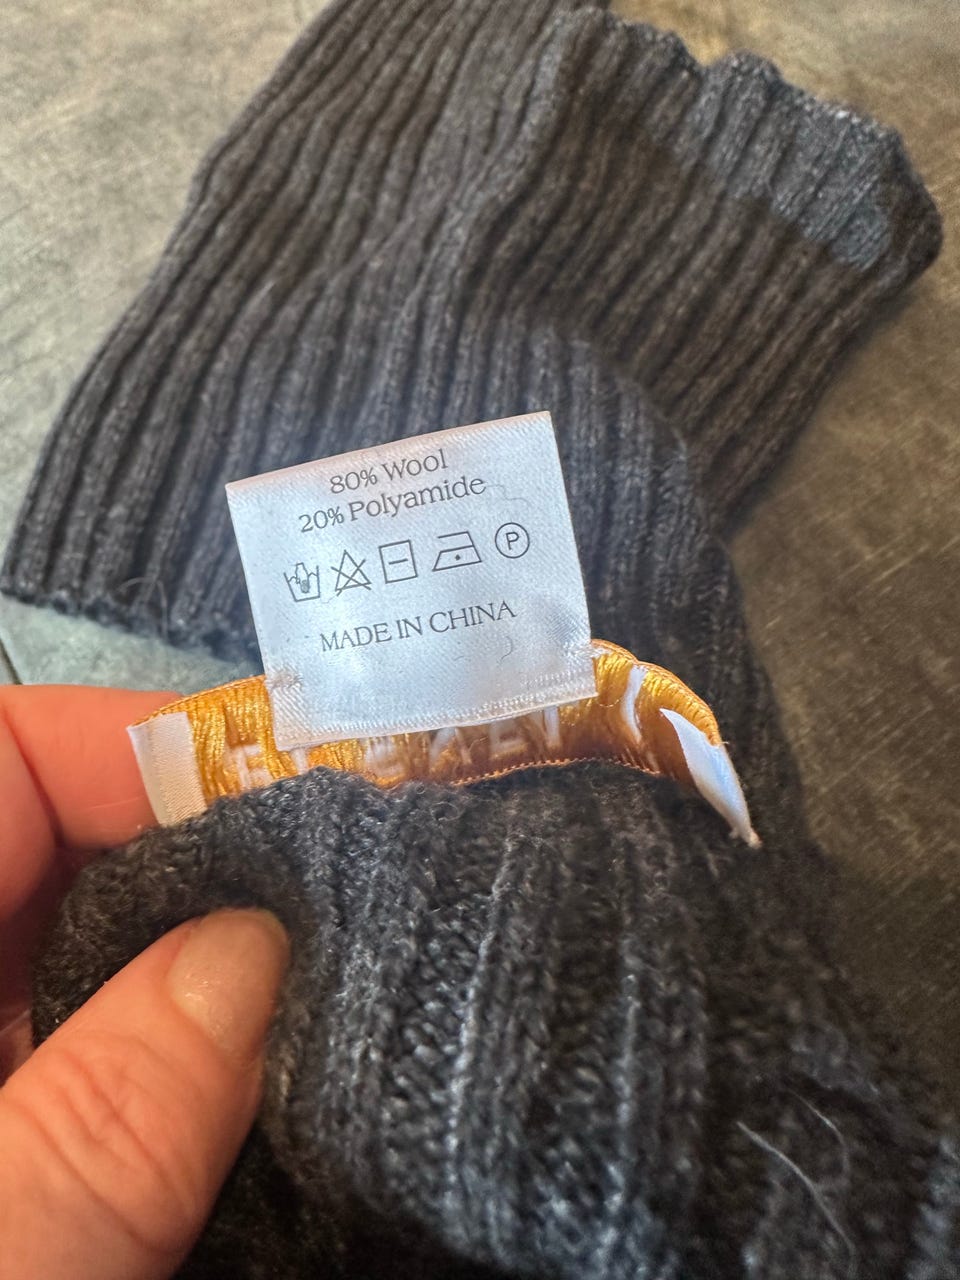 80% Wool
20% Polyamide
P
MADE IN CHINA